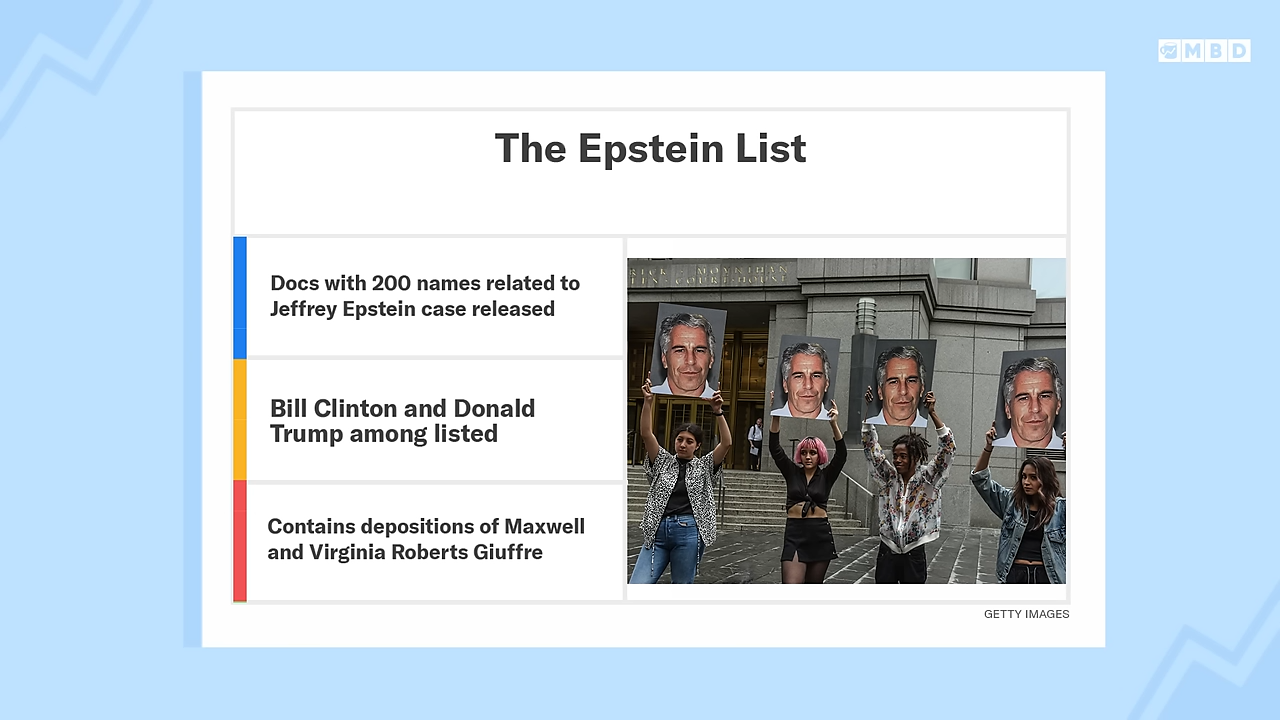 MBD
The Epstein List
Docs with 200 names related to
Jeffrey Epstein case released
Bill Clinton and Donald
Trump among listed
Contains depositions of Maxwell
and Virginia Roberts Giuffre
RICK MOYNIHAN
COURTHOUSE
GETTY IMAGES